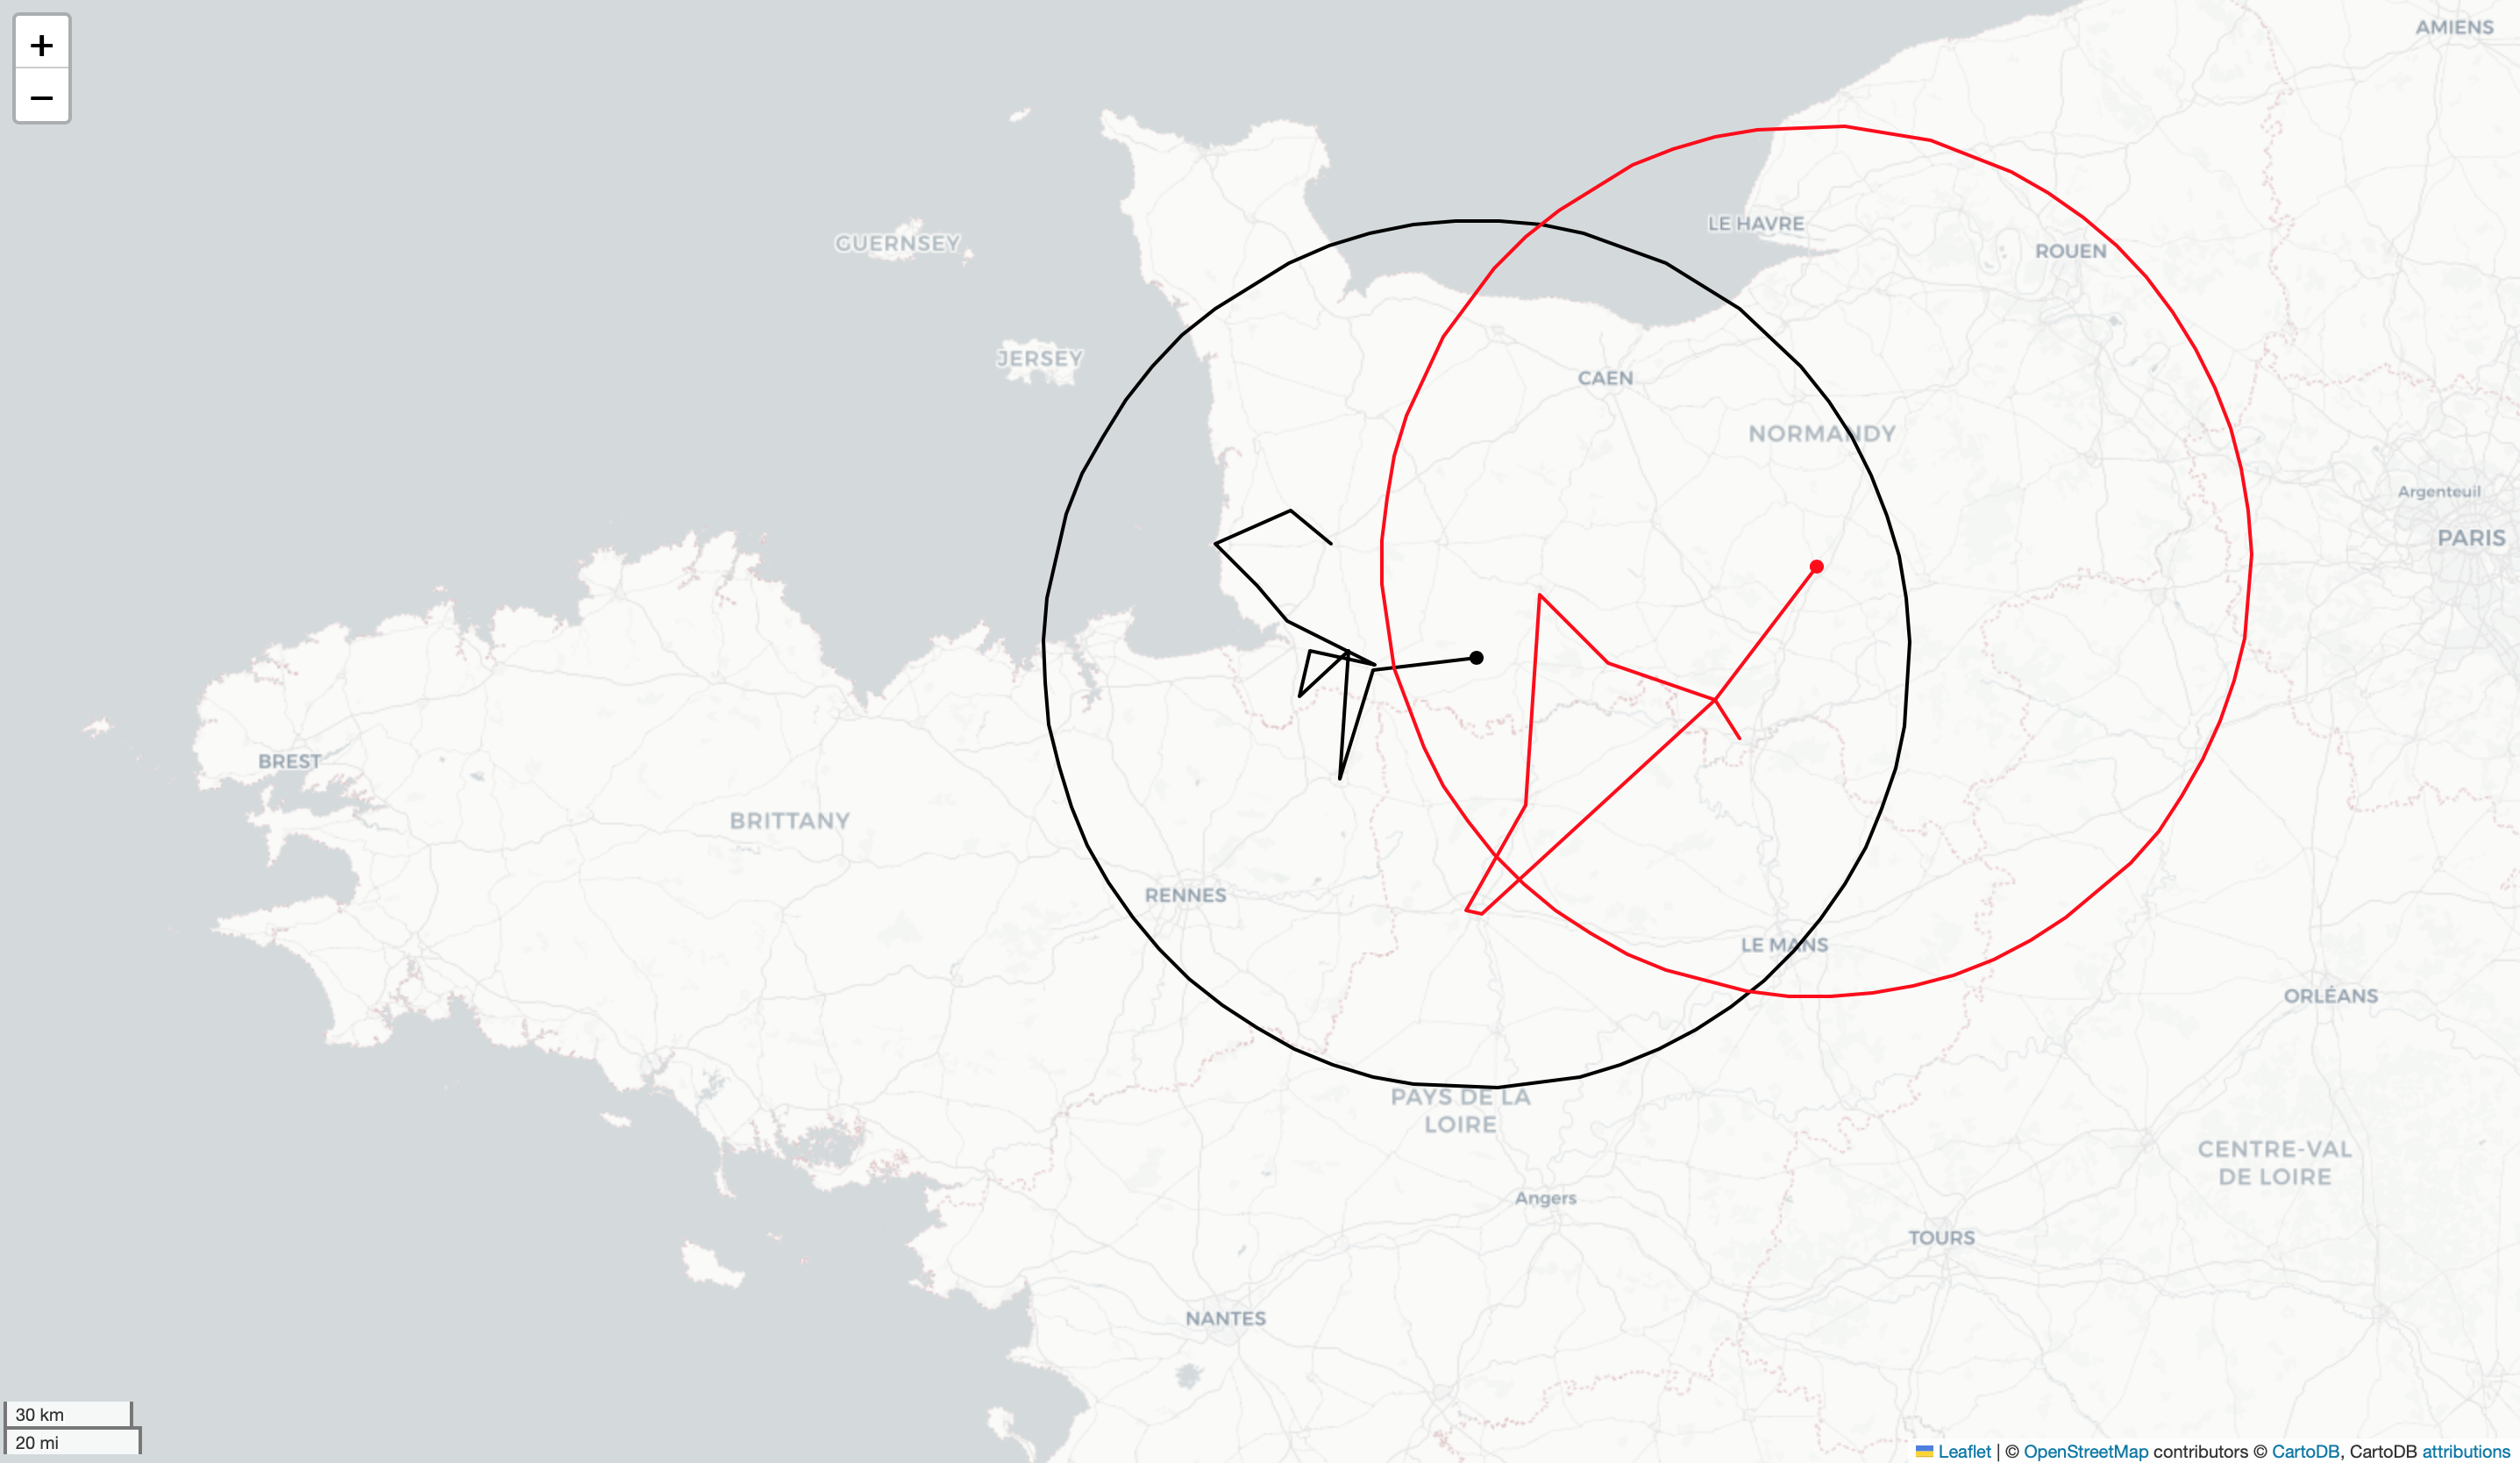 +
−
AMIENS
LE HAVRE
GUERNSEY
ROUEN
JERSEY
CAEN
NORMANDY
Argenteuil
PARIS
BREST
BRITTANY
RENNES
LE MANS
ORLÉANS
PAYS DE LA
LOIRE
CENTRE-VAL
DE LOIRE
Angers
TOURS
NANTES
30 km
20 mi
Leaflet | © OpenStreetMap contributors © CartoDB, CartoDB attributions